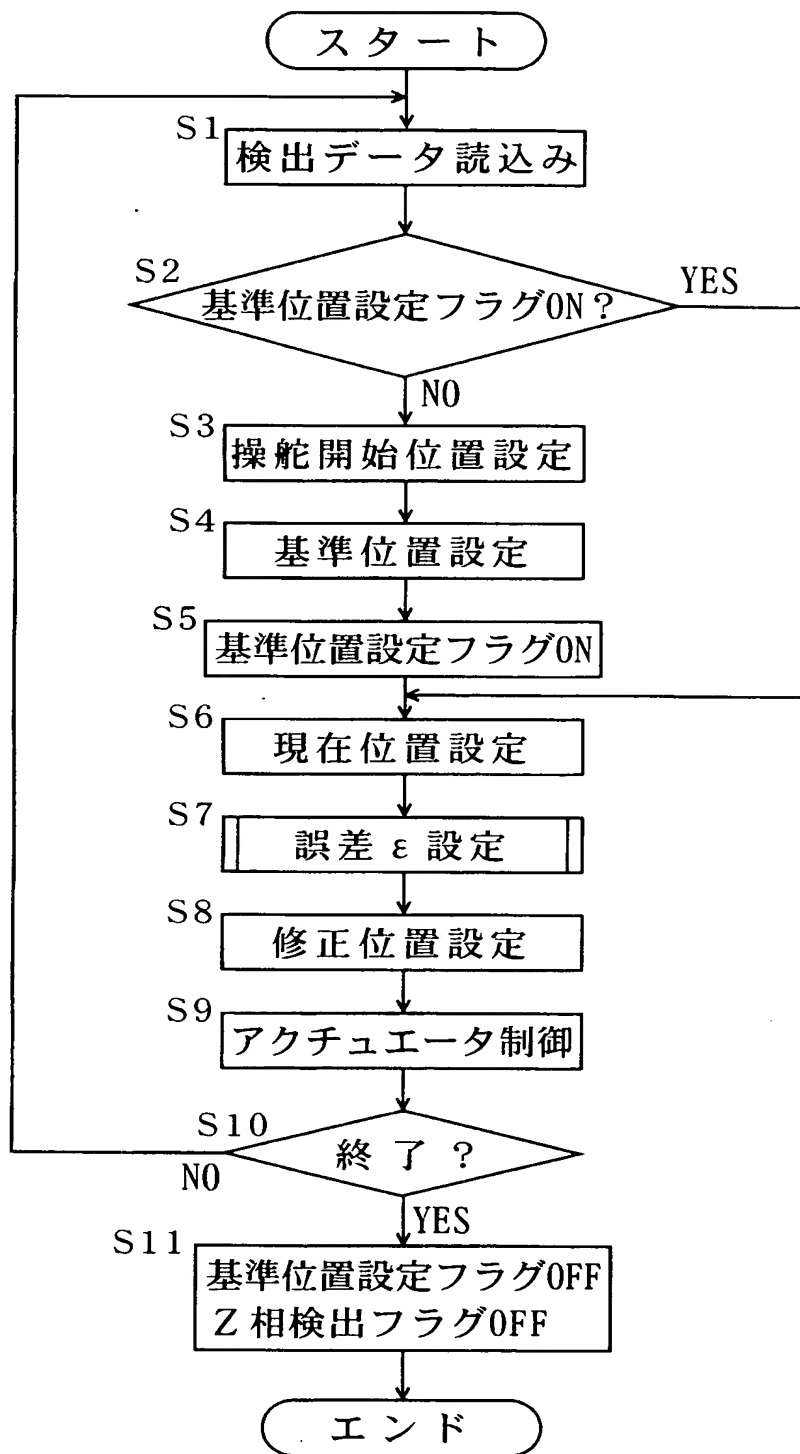 スタート
S1
検出データ読込み
S2
基準位置設定フラグON?
YES
NO
S3
操舵開始位置設定
S4
基準位置設定
S5
基準位置設定フラグON
S6
現在位置設定
S7
誤差ε設定
S8
修正位置設定
S9
アクチュエータ制御
S10
終了?
NO
YES
S11
基準位置設定フラグOFF
Z相検出フラグOFF
エンド